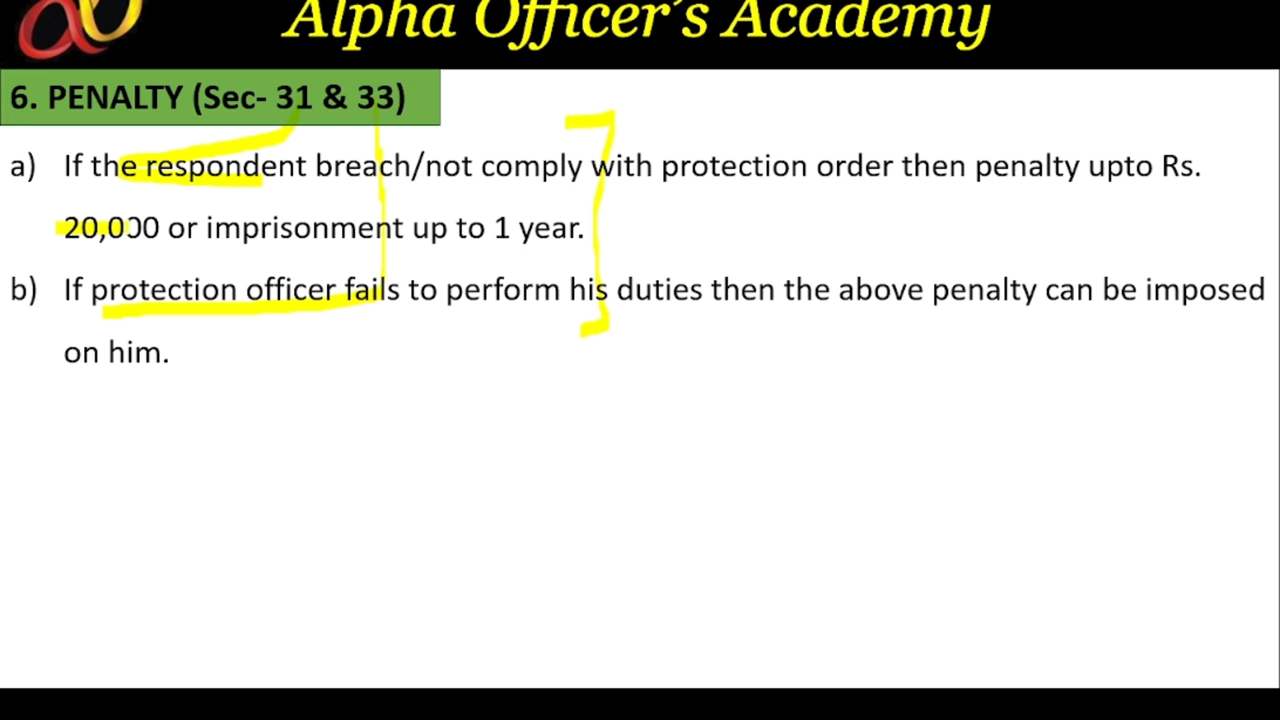 Alpha Officer's Academy
6. PENALTY (Sec- 31 & 33)
a) If the respondent breach/not comply with protection order then penalty upto Rs.
20,000 or imprisonment up to 1 year.
b) If protection officer fails to perform his duties then the above penalty can be imposed
on him.